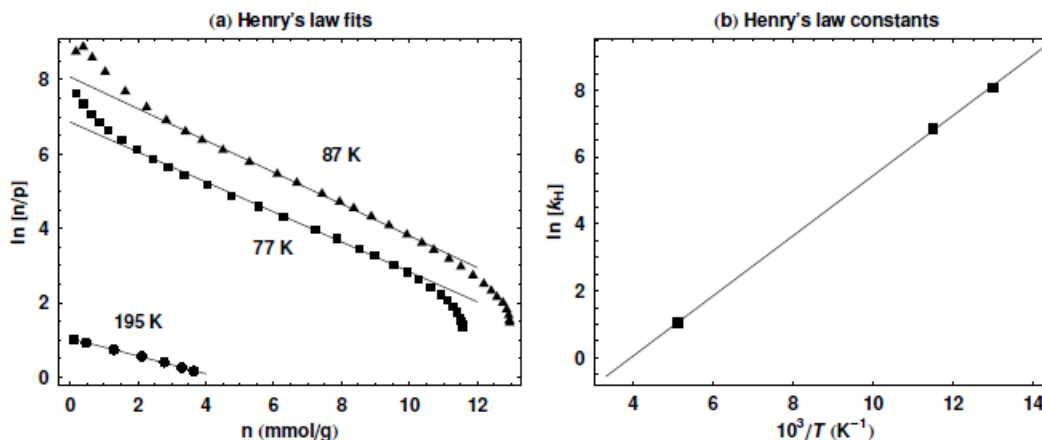 (a) Henry's law fits
ln [n/p]
8
6
4
2
0
87 K
77 K
195 K
0 2 4 6 8 10 12
n (mmol/g)
(b) Henry's law constants
ln [kH]
8
6
4
2
0
4 6 8 10 12 14
10³/T (K⁻¹)